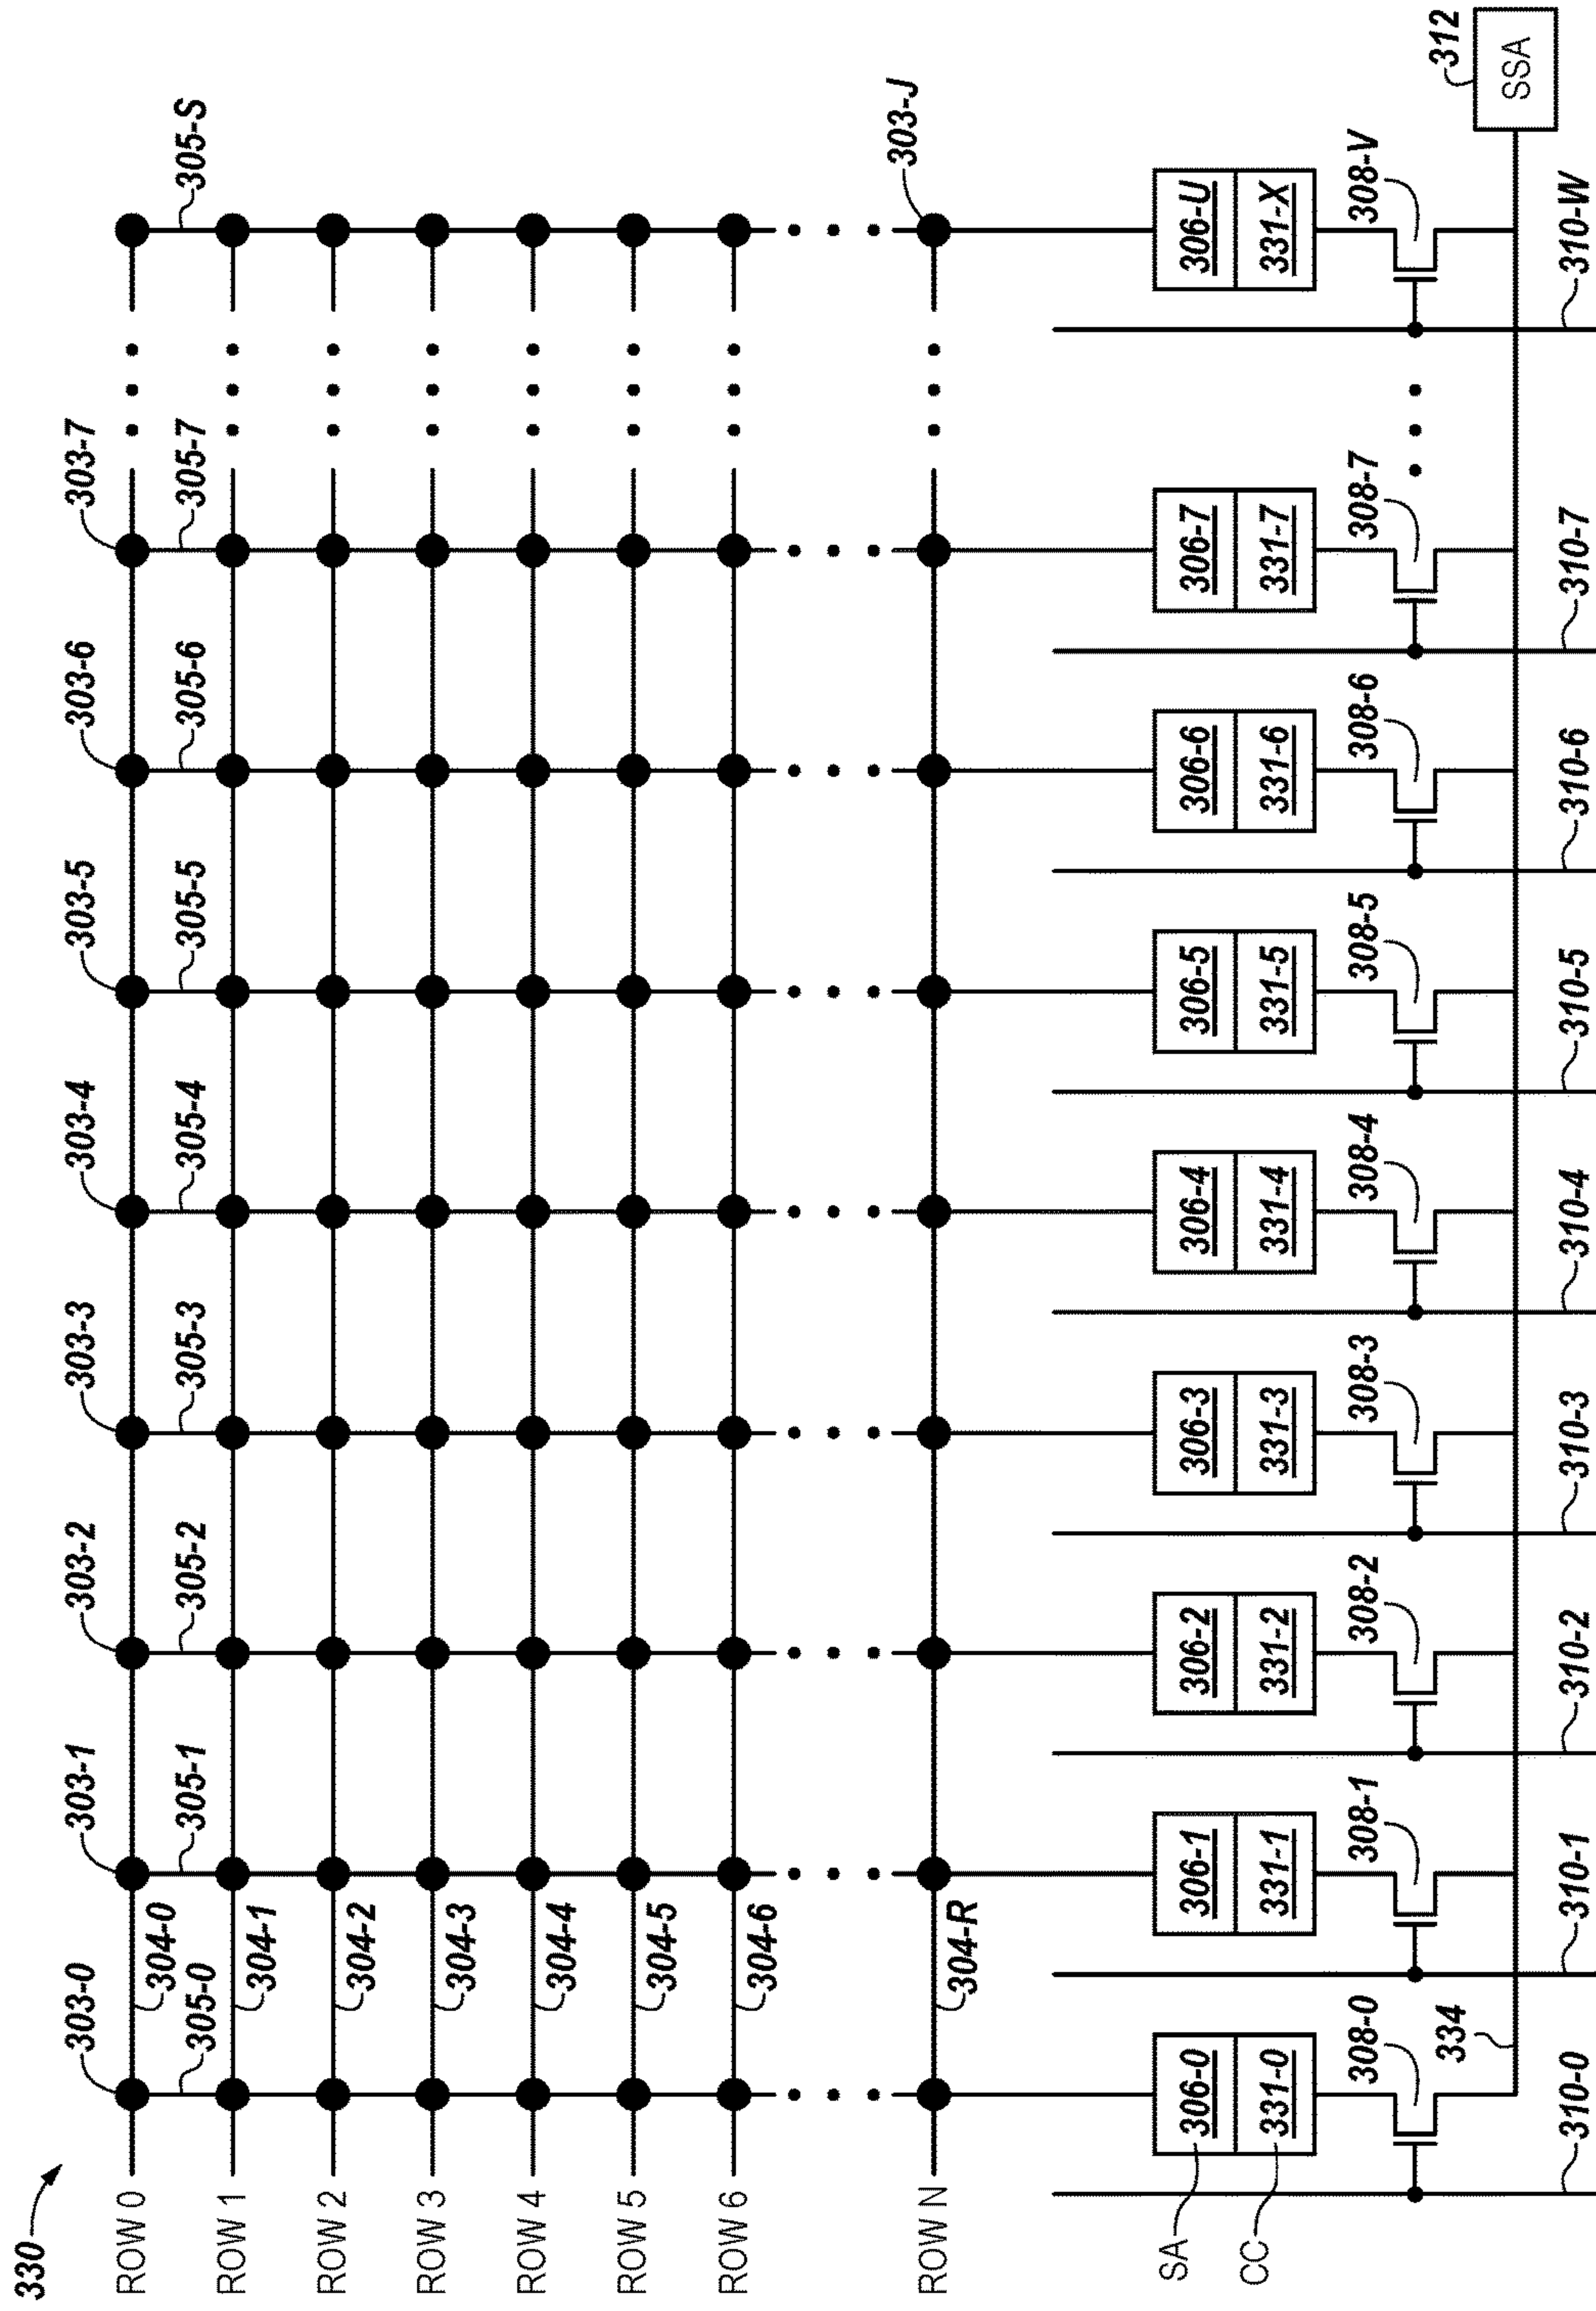 330
303-0 303-1 303-2 303-3 303-4 303-5 303-6 303-7
ROW 0 304-0
305-0 305-1 305-2 305-3 305-4 305-5 305-6 305-7 305-S
ROW 1 304-1
ROW 2 304-2
ROW 3 304-3
ROW 4 304-4
ROW 5 304-5
ROW 6 304-6
303-J
ROW N 304-R
SA 306-0 306-1 306-2 306-3 306-4 306-5 306-6 306-7 306-U
CC 331-0 331-1 331-2 331-3 331-4 331-5 331-6 331-7 331-X
308-0 308-1 308-2 308-3 308-4 308-5 308-6 308-7 308-V
334 312
SSA
310-0 310-1 310-2 310-3 310-4 310-5 310-6 310-7 310-W